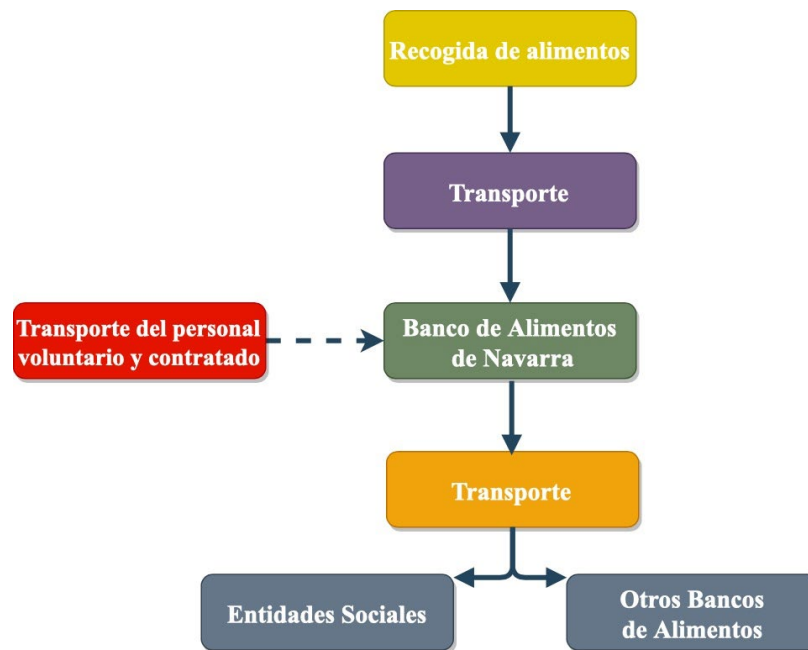 Recogida de alimentos
Transporte
Transporte del personal
voluntario y contratado
Banco de Alimentos
de Navarra
Transporte
Entidades Sociales
Otros Bancos
de Alimentos